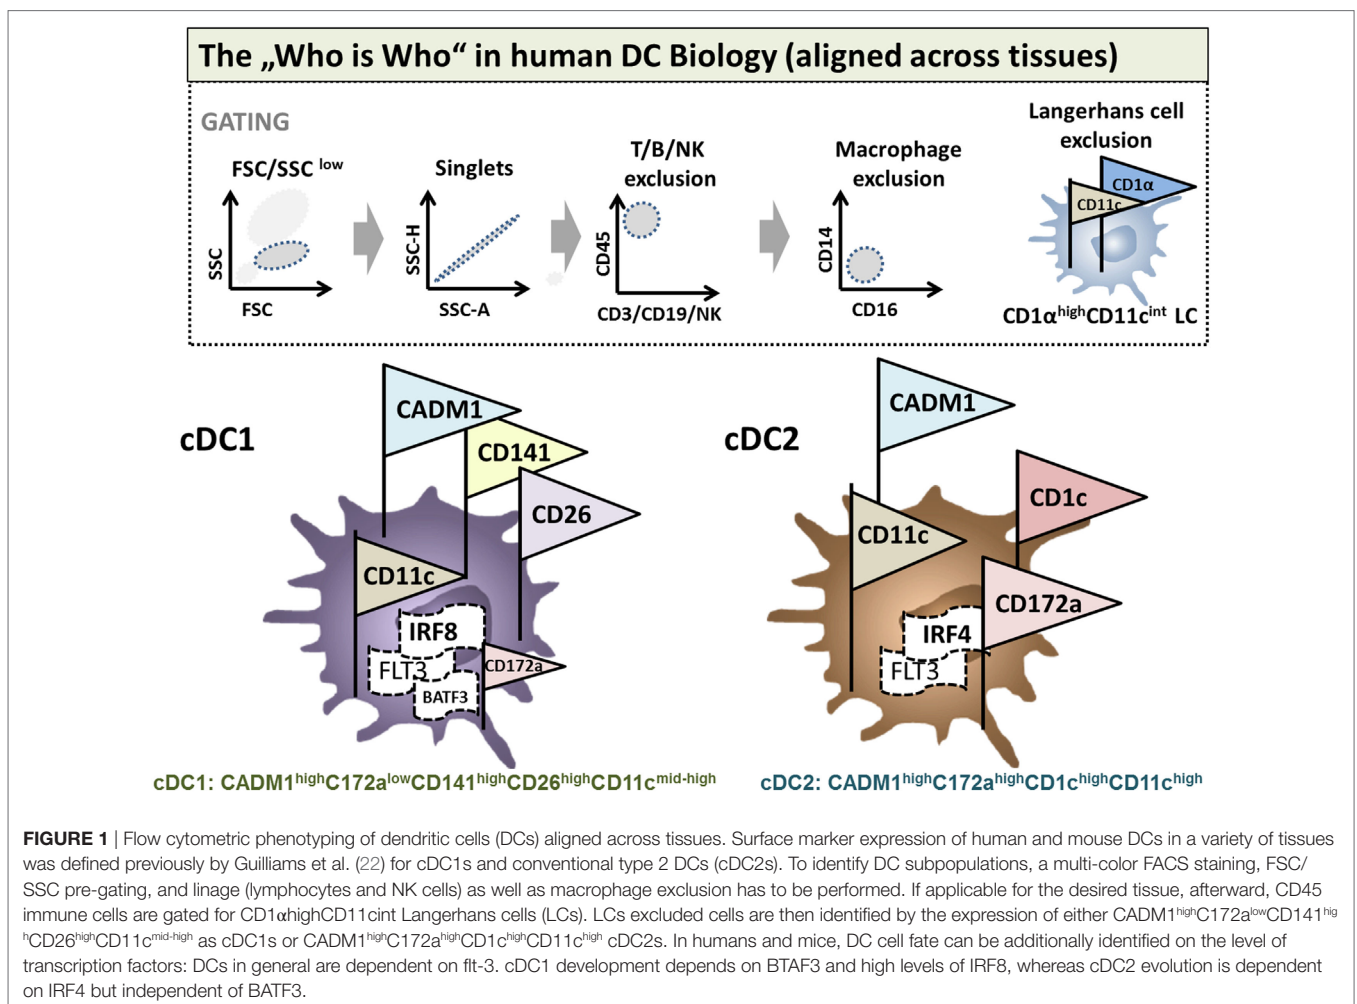 The „Who is Who“ in human DC Biology (aligned across tissues)
GATING
FSC/SSC low
SSC
FSC
Singlets
SSC-H
SSC-A
T/B/NK
exclusion
CD45
CD3/CD19/NK
Macrophage
exclusion
CD14
CD16
Langerhans cell
exclusion
CD1α
CD11c
CD1αhighCD11cint LC
cDC1
CADM1
CD141
CD26
CD11c
IRF8
FLT3
BATF3
CD172a
cDC1: CADM1highC172alowCD141highCD26highCD11cmid-high
cDC2
CADM1
CD1c
CD11c
CD172a
IRF4
FLT3
cDC2: CADM1highC172ahighCD1chighCD11chigh
FIGURE 1 | Flow cytometric phenotyping of dendritic cells (DCs) aligned across tissues. Surface marker expression of human and mouse DCs in a variety of tissues
was defined previously by Guilliams et al. (22) for cDC1s and conventional type 2 DCs (cDC2s). To identify DC subpopulations, a multi-color FACS staining, FSC/
SSC pre-gating, and linage (lymphocytes and NK cells) as well as macrophage exclusion has to be performed. If applicable for the desired tissue, afterward, CD45
immune cells are gated for CD1αhighCD11cint Langerhans cells (LCs). LCs excluded cells are then identified by the expression of either CADM1highC172alowCD141hig
hCD26highCD11cmid-high as cDC1s or CADM1highC172ahighCD1chighCD11chigh cDC2s. In humans and mice, DC cell fate can be additionally identified on the level of
transcription factors: DCs in general are dependent on flt-3. cDC1 development depends on BTAF3 and high levels of IRF8, whereas cDC2 evolution is dependent
on IRF4 but independent of BATF3.